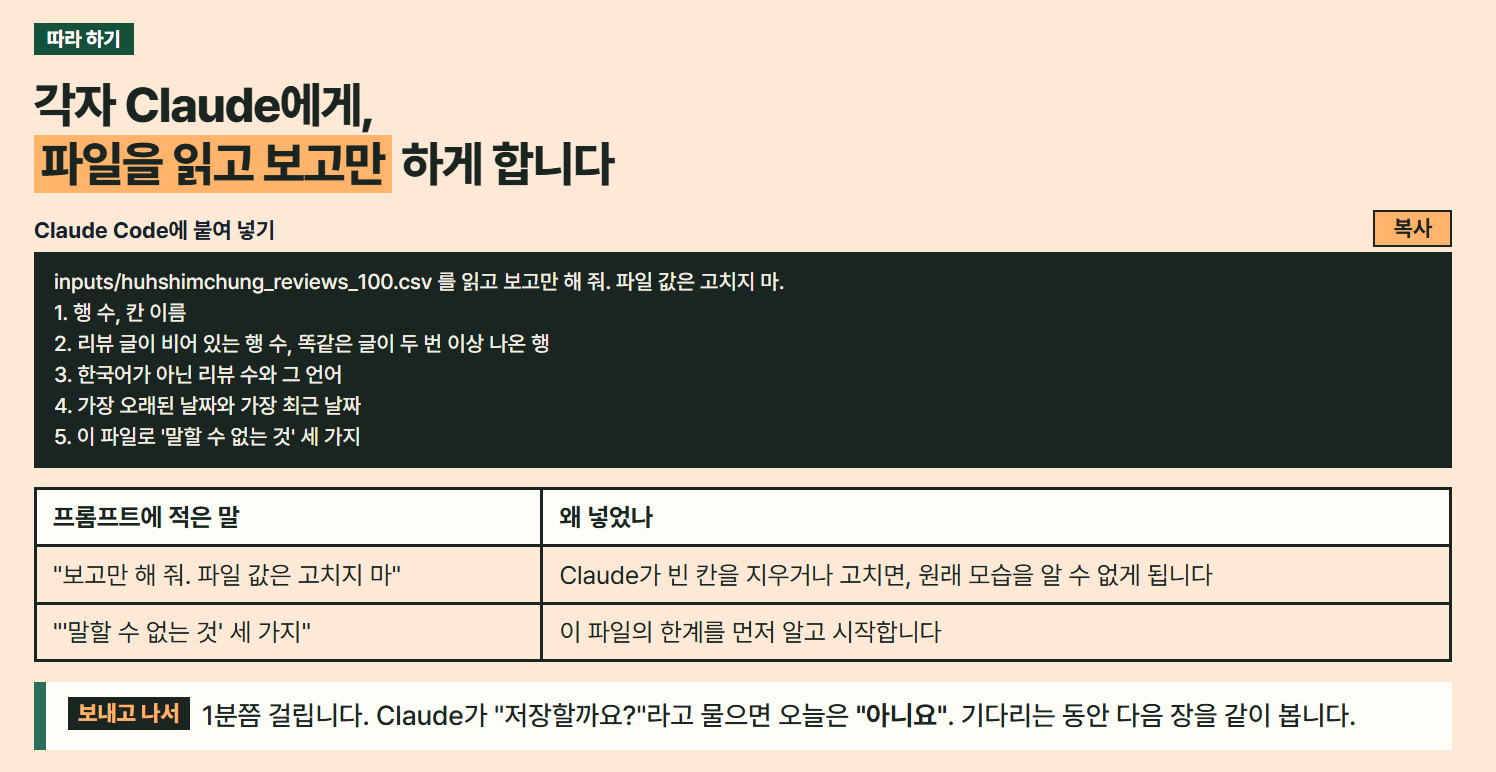 따라 하기
각자 Claude에게,
파일을 읽고 보고만 하게 합니다
Claude Code에 붙여 넣기
복사
inputs/huhshimchung_reviews_100.csv 를 읽고 보고만 해 줘. 파일 값은 고치지 마.
1. 행 수, 칸 이름
2. 리뷰 글이 비어 있는 행 수, 똑같은 글이 두 번 이상 나온 행
3. 한국어가 아닌 리뷰 수와 그 언어
4. 가장 오래된 날짜와 가장 최근 날짜
5. 이 파일로 '말할 수 없는 것' 세 가지
프롬프트에 적은 말
왜 넣었나
"보고만 해 줘. 파일 값은 고치지 마"
Claude가 빈 칸을 지우거나 고치면, 원래 모습을 알 수 없게 됩니다
"'말할 수 없는 것' 세 가지"
이 파일의 한계를 먼저 알고 시작합니다
보내고 나서 1분쯤 걸립니다. Claude가 "저장할까요?"라고 물으면 오늘은 "아니요". 기다리는 동안 다음 장을 같이 봅니다.